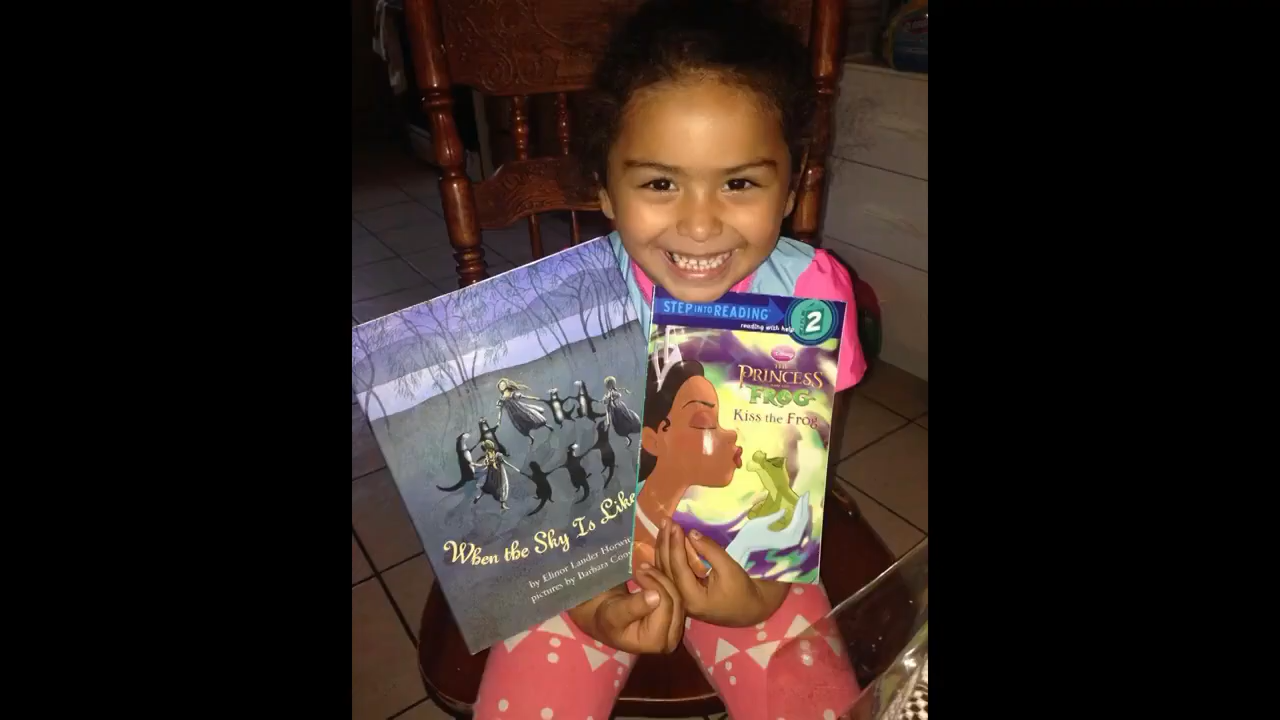 When the Sky Is Like
by Elinor Lander Horwi
pictures by Barbara Coo
STEP INTO READING
reading with help
2
Disney
THE
PRINCESS
FROG
Kiss the Frog